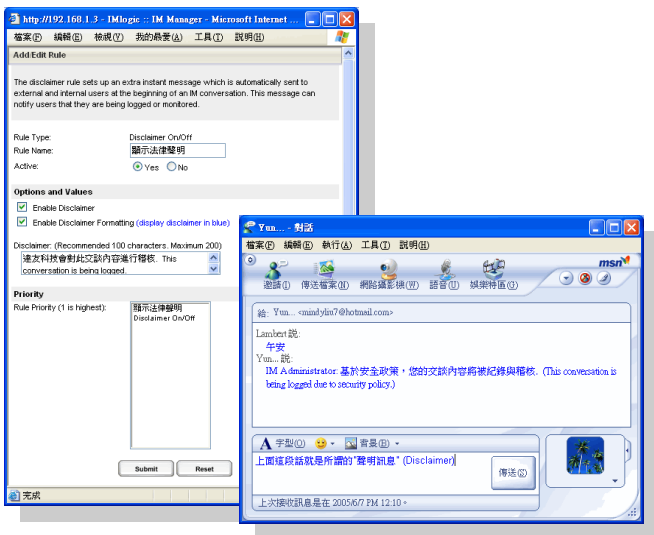 http://192.168.1.3 - IMlogic :: IM Manager - Microsoft Internet ...
檔案(F) 編輯(E) 檢視(V) 我的最愛(A) 工具(T) 說明(H)
Add/Edit Rule
The disclaimer rule sets up an extra instant message which is automatically sent to
external and internal users at the beginning of an IM conversation. This message can
notify users that they are being logged or monitored.
Rule Type: Disclaimer On/Off
Rule Name: 顯示法律聲明
Active: Yes No
Options and Values
Enable Disclaimer
Enable Disclaimer Formatting (display disclaimer in blue)
Disclaimer: (Recommended 100 characters. Maximum 200)
達友科技會對此交談內容進行稽核. This
conversation is being logged.
Priority
Rule Priority (1 is highest): 顯示法律聲明
Disclaimer On/Off
Submit Reset
完成
Yun... - 對話
檔案(F) 編輯(E) 執行(A) 工具(T) 說明(H)
msn
邀請(I) 傳送檔案(N) 網路攝影機(W) 語音(U) 娛樂特區(G)
給: Yun... <mindyliu7@hotmail.com>
Lambert 說:
午安
Yun... 說:
IM Administrator: 基於安全政策，您的交談內容將被紀錄與稽核. (This conversation is
being logged due to security policy.)
A 字型(O) 背景(B)
上面這段話就是所謂的"聲明訊息" (Disclaimer)
傳送(S)
上次接收訊息是在 2005/6/7 PM 12:10。